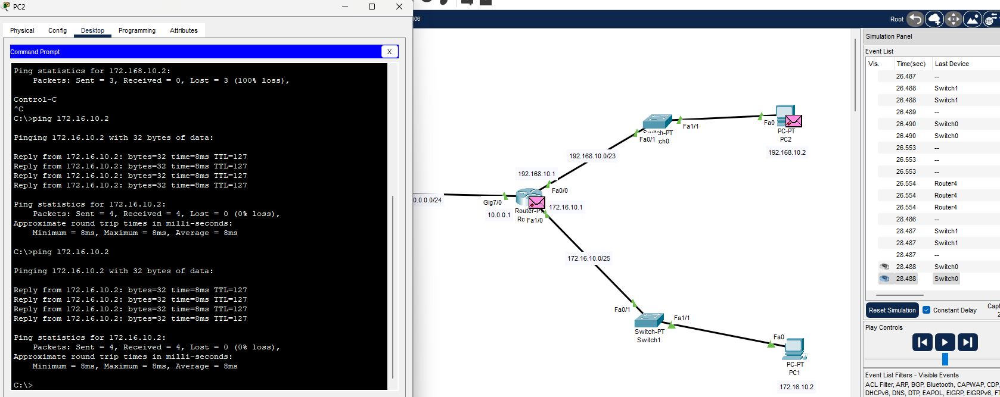 PC2
Physical Config Desktop Programming Attributes
Command Prompt
X
Ping statistics for 172.168.10.2:
Packets: Sent = 3, Received = 0, Lost = 3 (100% loss),
Control-C
^C
C:\>ping 172.16.10.2
Pinging 172.16.10.2 with 32 bytes of data:
Reply from 172.16.10.2: bytes=32 time=8ms TTL=127
Reply from 172.16.10.2: bytes=32 time=8ms TTL=127
Reply from 172.16.10.2: bytes=32 time=8ms TTL=127
Reply from 172.16.10.2: bytes=32 time=8ms TTL=127
Ping statistics for 172.16.10.2:
Packets: Sent = 4, Received = 4, Lost = 0 (0% loss),
Approximate round trip times in milli-seconds:
Minimum = 8ms, Maximum = 8ms, Average = 8ms
C:\>ping 172.16.10.2
Pinging 172.16.10.2 with 32 bytes of data:
Reply from 172.16.10.2: bytes=32 time=8ms TTL=127
Reply from 172.16.10.2: bytes=32 time=8ms TTL=127
Reply from 172.16.10.2: bytes=32 time=8ms TTL=127
Reply from 172.16.10.2: bytes=32 time=8ms TTL=127
Ping statistics for 172.16.10.2:
Packets: Sent = 4, Received = 4, Lost = 0 (0% loss),
Approximate round trip times in milli-seconds:
Minimum = 8ms, Maximum = 8ms, Average = 8ms
C:\>
Root
Fa1/1
Fa0
PC-PT
PC2
192.168.10.2
Fa0/1
192.168.10.0/23
192.168.10.1
Fa0/0
0.0.0.0/24
Gig7/0
10.0.0.1
172.16.10.1
Fa1/0
172.16.10.0/25
Fa0/1
Fa1/1
Switch-PT
Switch1
Fa0
PC-PT
PC1
172.16.10.2
Simulation Panel
Event List
Vis. Time(sec) Last Device
26.487 --
26.488 Switch1
26.488 Switch1
26.489 --
26.490 Switch0
26.490 Switch0
26.553 --
26.553 --
26.553 --
26.554 Router4
26.554 Router4
26.554 Router4
28.486 --
28.487 Switch1
28.487 Switch1
28.487 --
28.488 Switch0
28.488 Switch0
Reset Simulation Constant Delay
Play Controls
Event List Filters - Visible Events
ACL Filter, ARP, BGP, Bluetooth, CAPWAP, CDP,
DHCPv6, DNS, DTP, EAPOL, EIGRP, EIGRPv6,